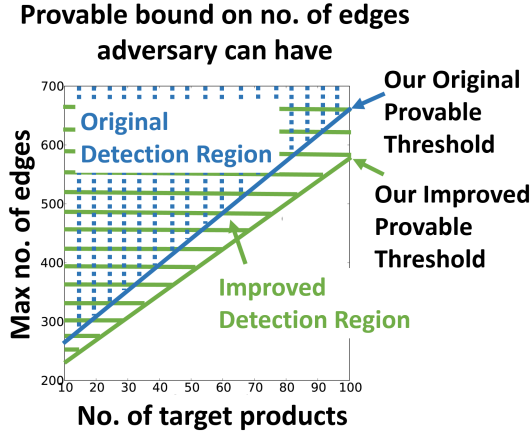 Provable bound on no. of edges
adversary can have
Max no. of edges
700
600
500
400
300
200
10 20 30 40 50 60 70 80 90 100
No. of target products
Original
Detection Region
Improved
Detection Region
Our Original
Provable
Threshold
Our Improved
Provable
Threshold